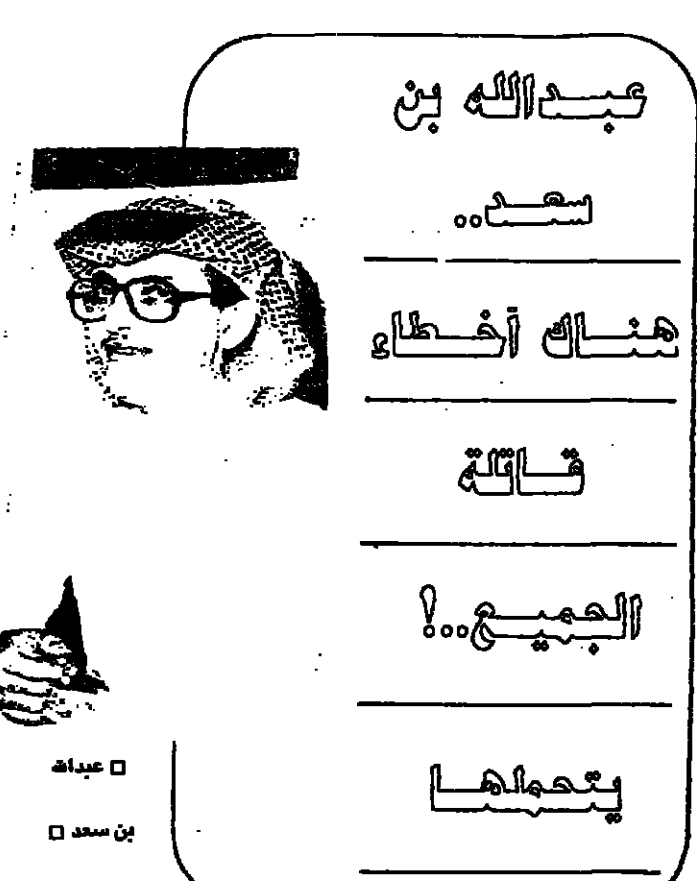 عبدالله بن
سعد..
هناك أخطاء
قاتلة
الجميع..!
يتحملها
□ عبدالله
بن سعد □